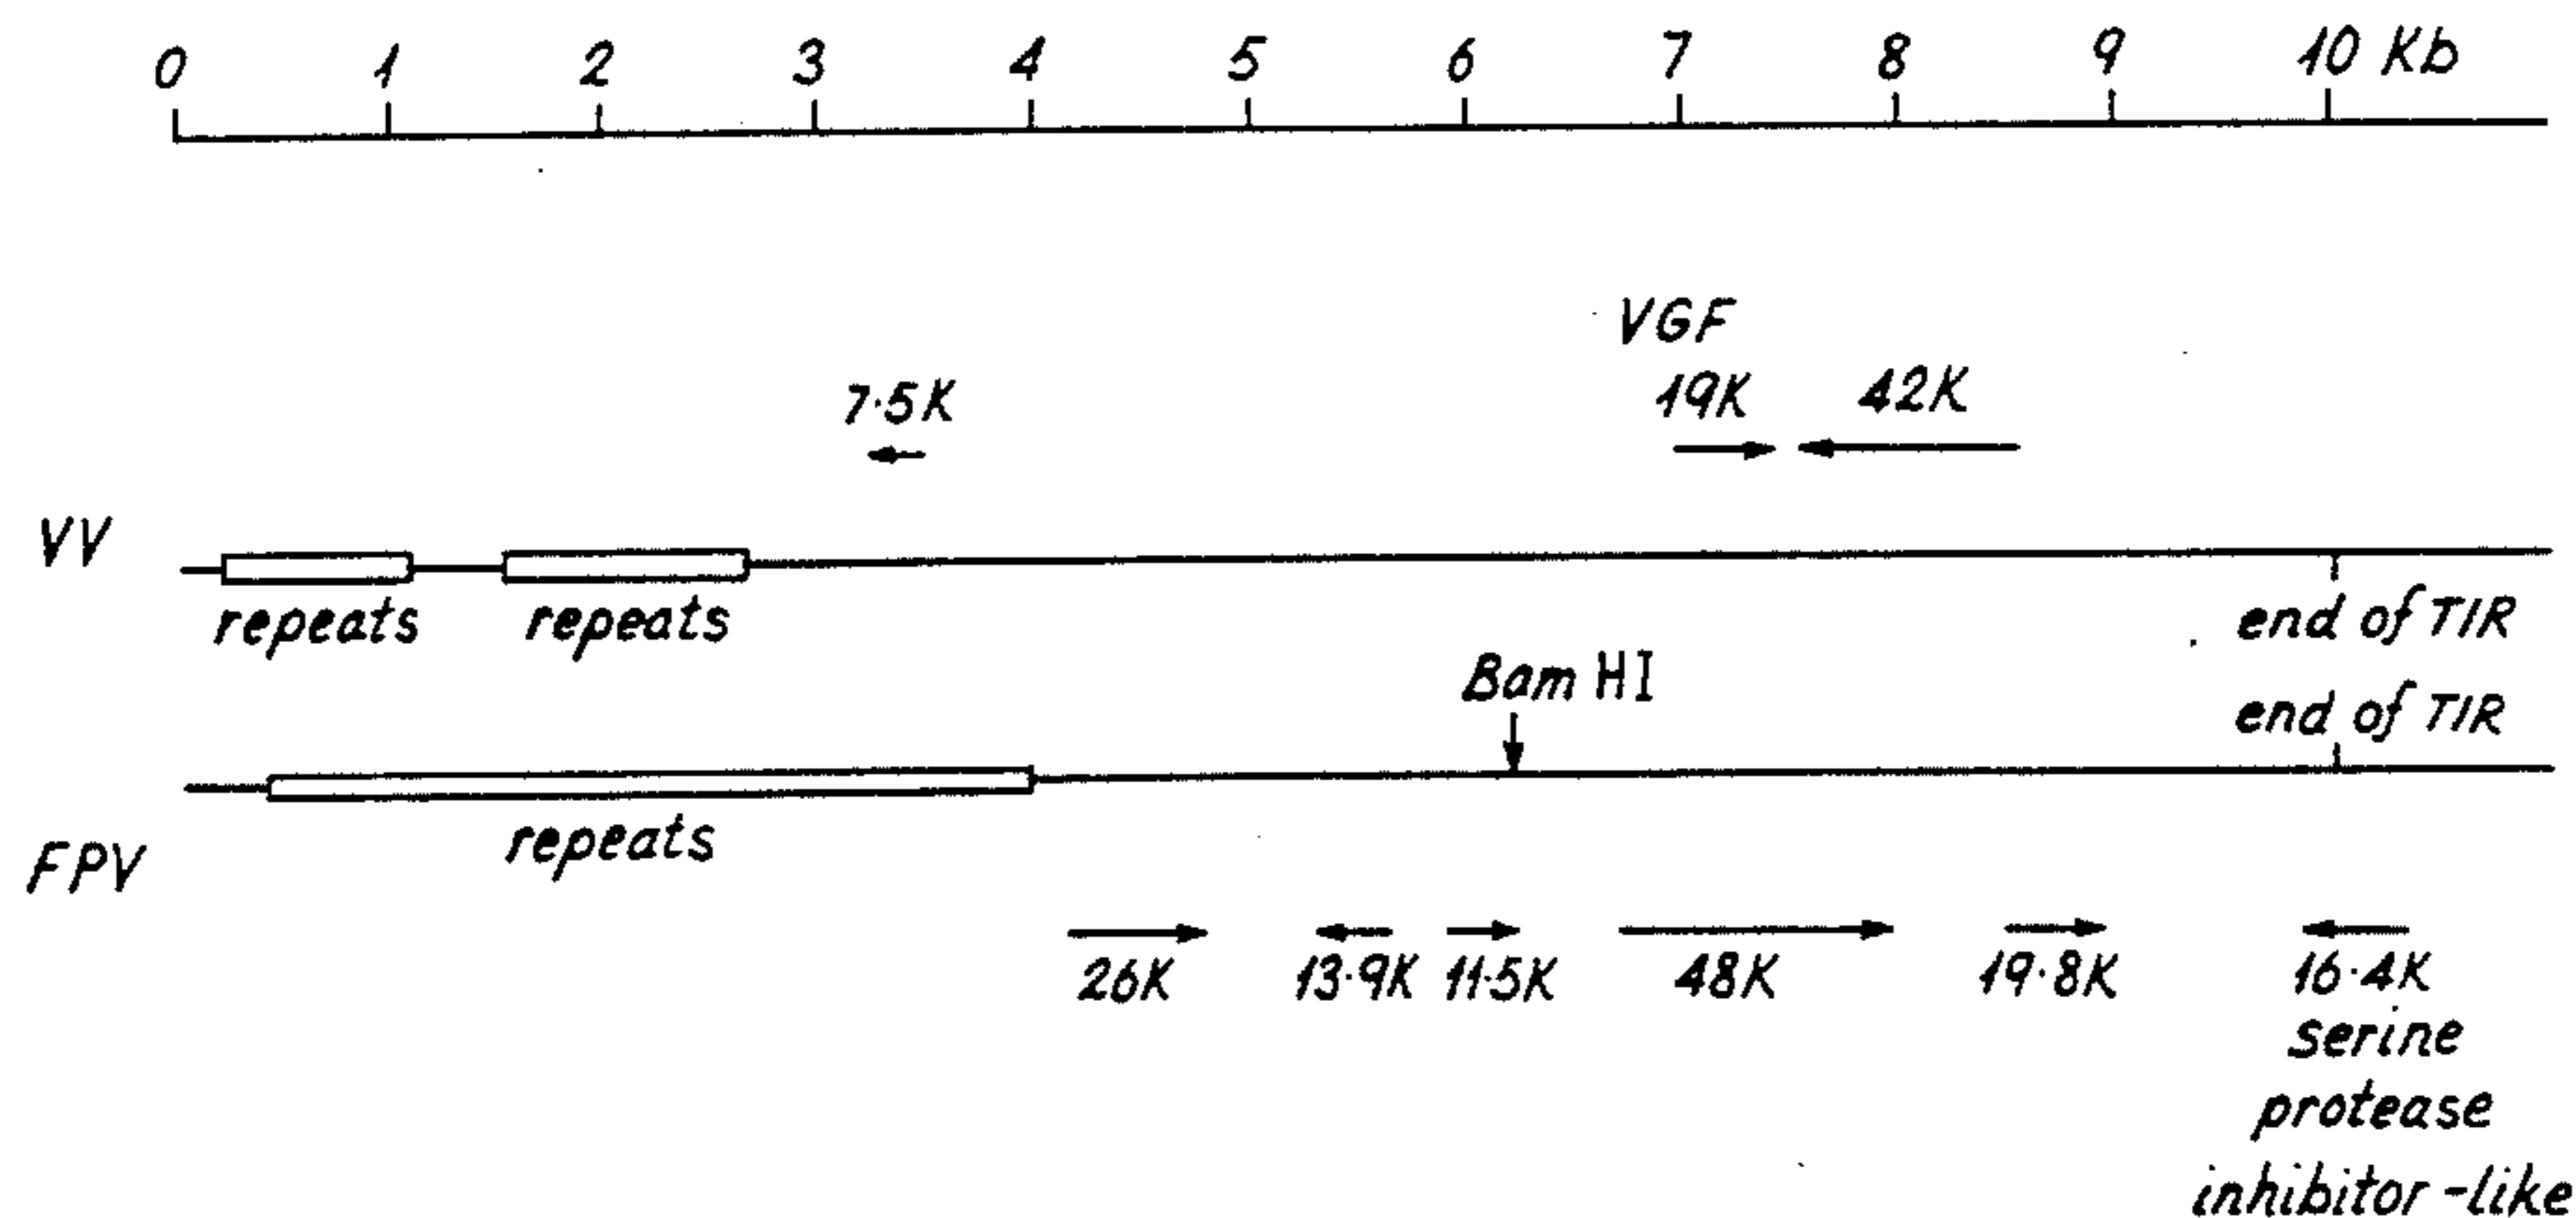 0 1 2 3 4 5 6 7 8 9 10 Kb
VGF
7.5K 19K 42K
VV
repeats repeats end of TIR
Bam HI
end of TIR
FPV
repeats
26K 13.9K 11.5K 48K 19.8K 16.4K
serine
protease
inhibitor-like